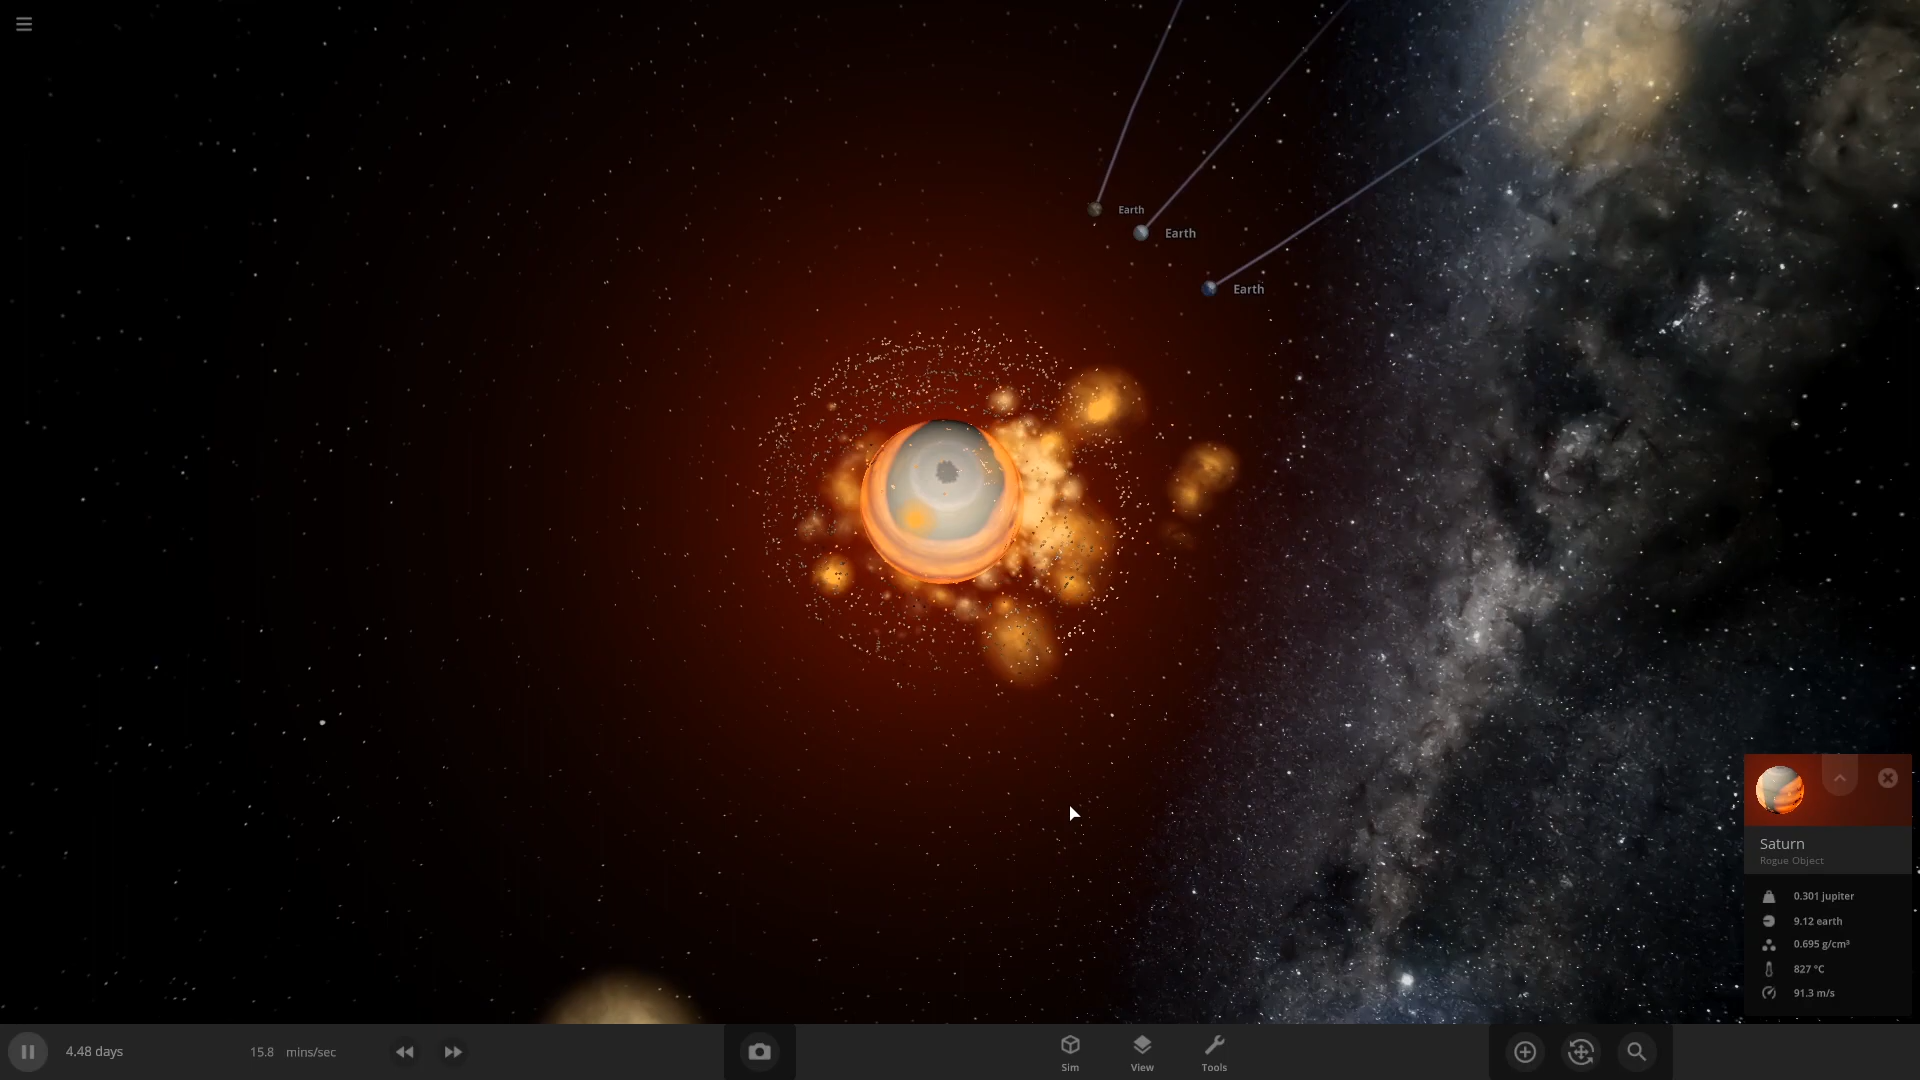 Earth
Earth
Earth
Saturn
Rogue Object
0.301 jupiter
9.12 earth
0.695 g/cm³
827 °C
91.3 m/s
4.48 days
15.8 mins/sec
Sim
View
Tools